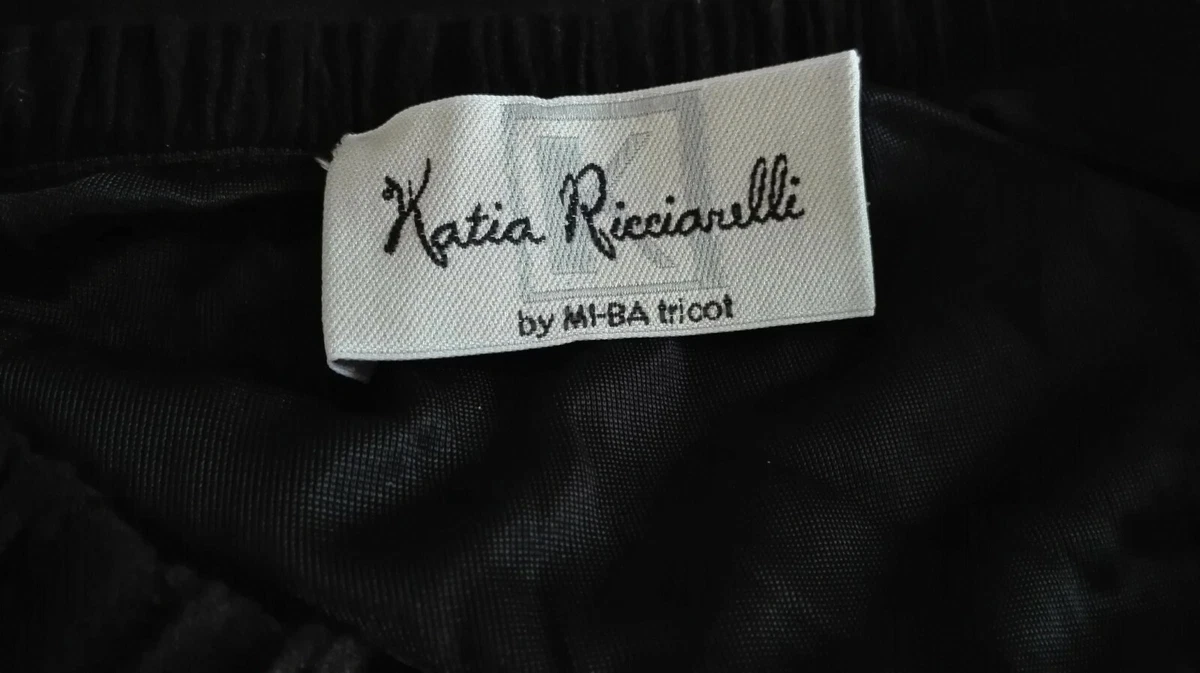 K
Katia Ricciarelli
by MI-BA tricot